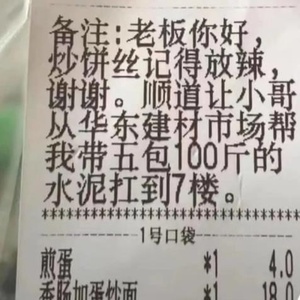 备注:老板你好,
炒饼丝记得放辣,
谢谢。顺道让小哥
从华东建材市场帮
我带五包100斤的
水泥扛到7楼。
********************************
1号口袋
煎蛋 *1 4.0
香肠加蛋炒面 *1 18.0